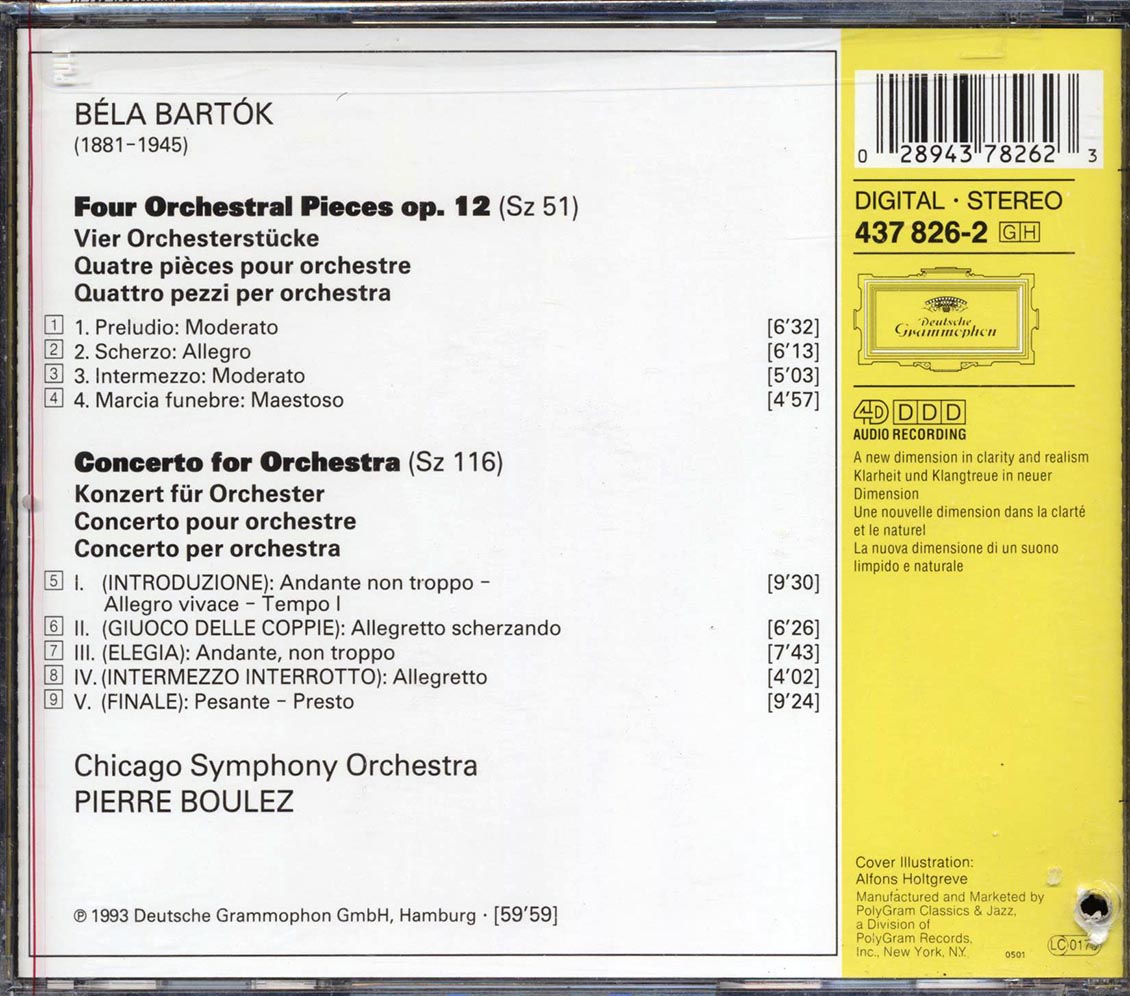 BÉLA BARTÓK
(1881-1945)
Four Orchestral Pieces op. 12 (Sz 51)
Vier Orchesterstücke
Quatre pièces pour orchestre
Quattro pezzi per orchestra
1 1. Preludio: Moderato [6'32]
2 2. Scherzo: Allegro [6'13]
3 3. Intermezzo: Moderato [5'03]
4 4. Marcia funebre: Maestoso [4'57]
Concerto for Orchestra (Sz 116)
Konzert für Orchester
Concerto pour orchestre
Concerto per orchestra
5 I. (INTRODUZIONE): Andante non troppo – [9'30]
Allegro vivace – Tempo I
6 II. (GIUOCO DELLE COPPIE): Allegretto scherzando [6'26]
7 III. (ELEGIA): Andante, non troppo [7'43]
8 IV. (INTERMEZZO INTERROTTO): Allegretto [4'02]
9 V. (FINALE): Pesante – Presto [9'24]
Chicago Symphony Orchestra
PIERRE BOULEZ
℗ 1993 Deutsche Grammophon GmbH, Hamburg · [59'59]
0 28943 78262 3
DIGITAL · STEREO
437 826-2 GH
Deutsche
Grammophon
4D DDD
AUDIO RECORDING
A new dimension in clarity and realism
Klarheit und Klangtreue in neuer
Dimension
Une nouvelle dimension dans la clarté
et le naturel
La nuova dimensione di un suono
limpido e naturale
Cover Illustration:
Alfons Holtgreve
Manufactured and Marketed by
PolyGram Classics & Jazz,
a Division of
PolyGram Records,
Inc., New York, N.Y. 0501
LC